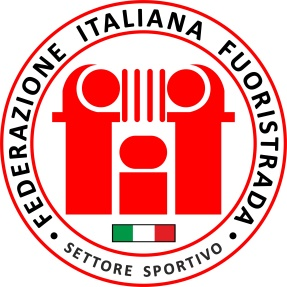 • FEDERAZIONE ITALIANA FUORISTRADA •
SETTORE SPORTIVO